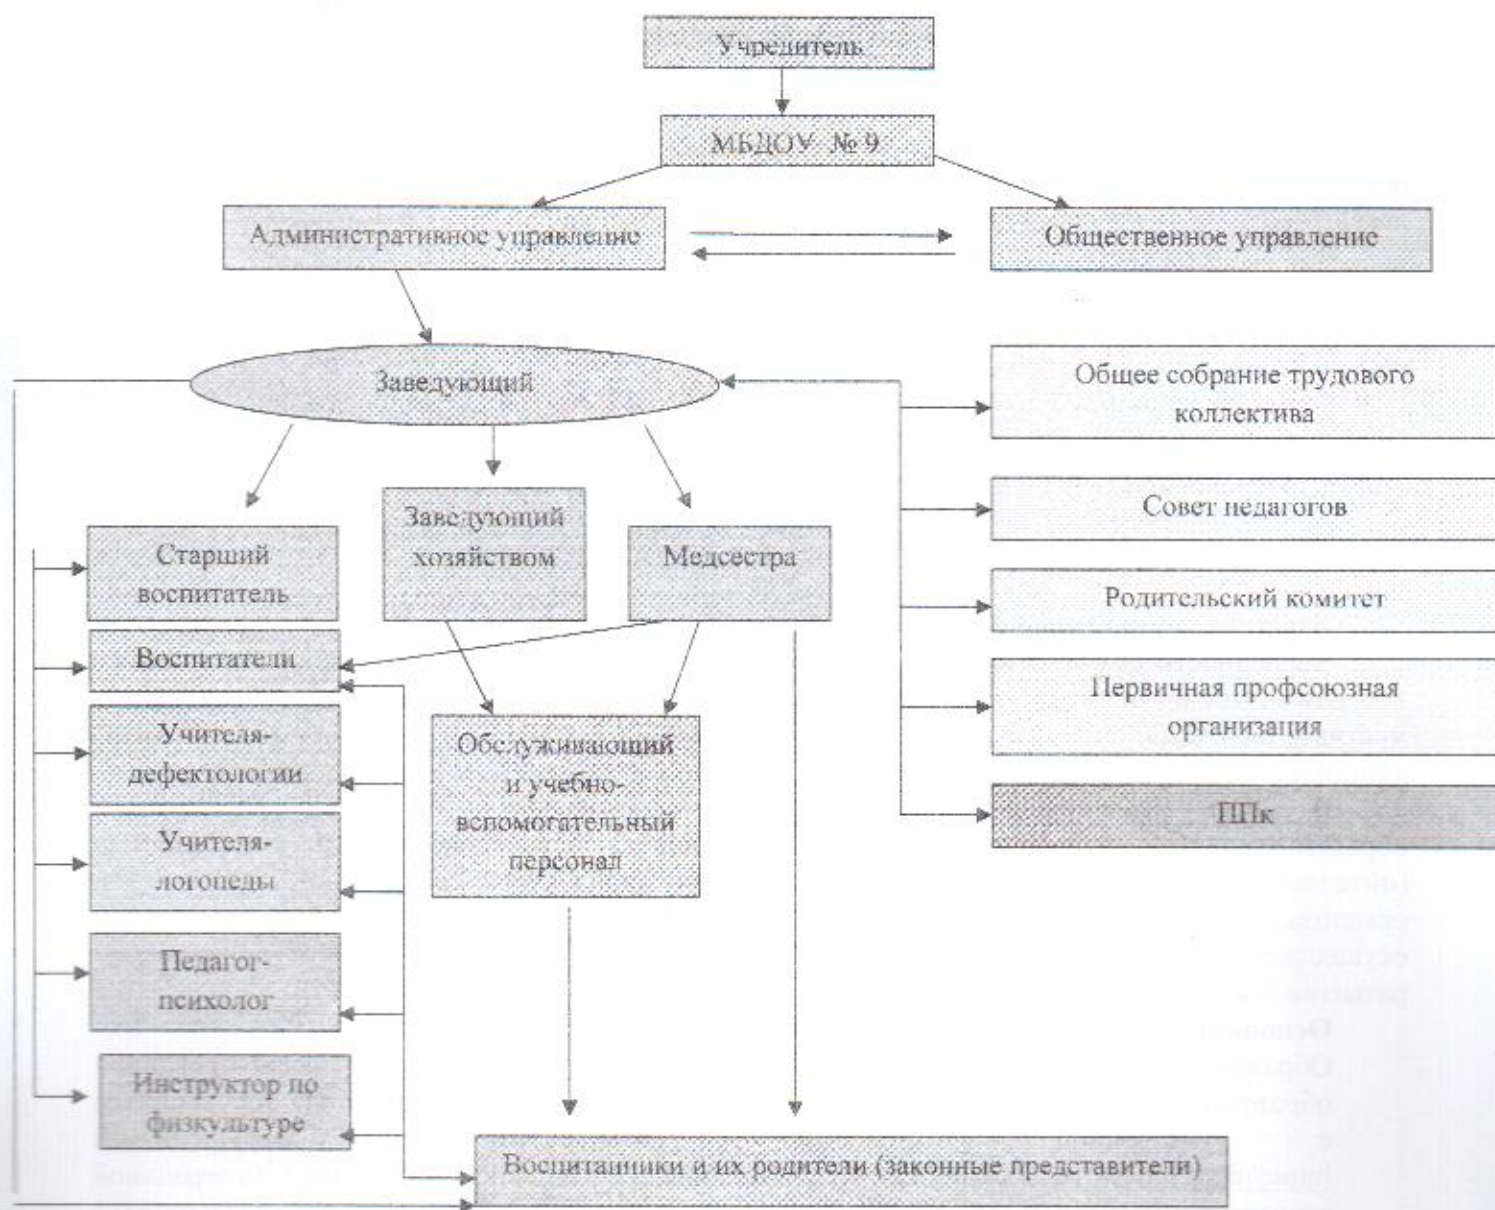 Учредитель
МБДОУ № 9
Административное управление
Общественное управление
Заведующий
Общее собрание трудового
коллектива
Совет педагогов
Родительский комитет
Первичная профсоюзная
организация
ППк
Старший
воспитатель
Заведующий
хозяйством
Медсестра
Воспитатели
Учителя-
дефектологии
Учителя-
логопеды
Педагог-
психолог
Инструктор по
физкультуре
Обслуживающий
и учебно-
вспомогательный
персонал
Воспитанники и их родители (законные представители)